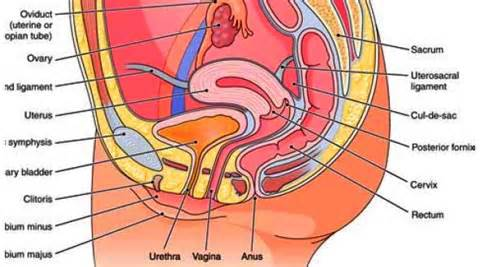 Oviduct
(uterine or
opian tube)
Ovary
nd ligament
Uterus
symphysis
ary bladder
Clitoris
bium minus
bium majus
Urethra
Vagina
Anus
Sacrum
Uterosacral
ligament
Cul-de-sac
Posterior fornix
Cervix
Rectum